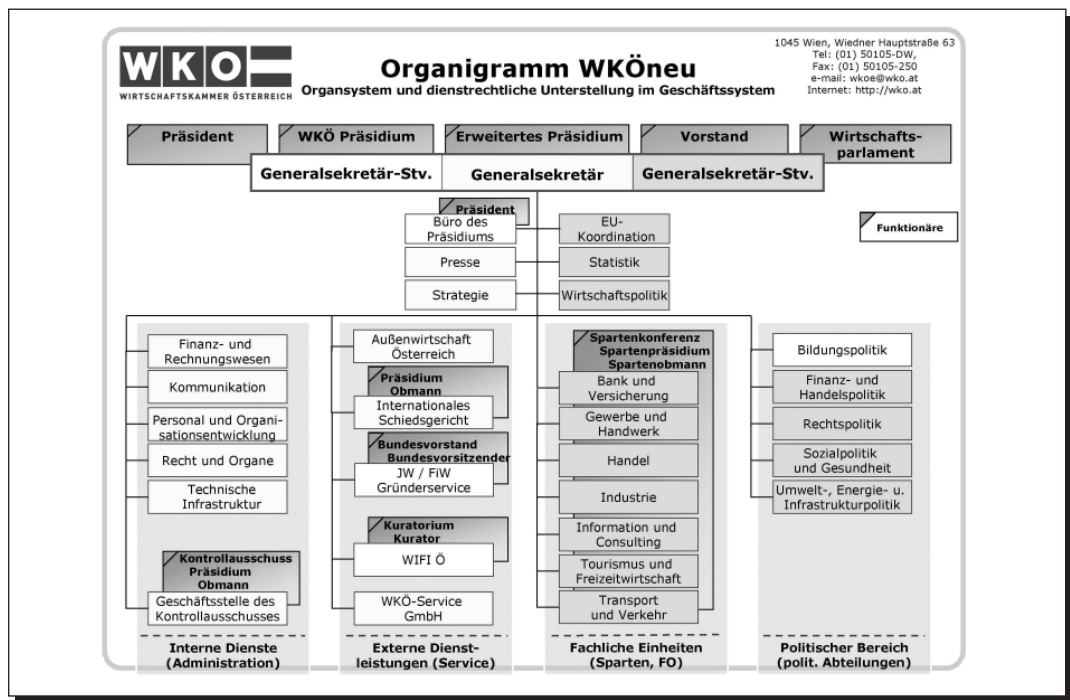 WKO
WIRTSCHAFTSKAMMER ÖSTERREICH
Organigramm WKÖneu
Organsystem und dienstrechtliche Unterstellung im Geschäftssystem
1045 Wien, Wiedner Hauptstraße 63
Tel: (01) 50105-DW,
Fax: (01) 50105-250
e-mail: wkoe@wko.at
Internet: http://wko.at
Präsident
WKÖ Präsidium
Erweitertes Präsidium
Vorstand
Wirtschafts-
parlament
Generalsekretär-Stv.
Generalsekretär
Generalsekretär-Stv.
Präsident
Büro des
Präsidiums
EU-
Koordination
Funktionäre
Presse
Statistik
Strategie
Wirtschaftspolitik
Finanz- und
Rechnungswesen
Kommunikation
Personal und Organi-
sationsentwicklung
Recht und Organe
Technische
Infrastruktur
Kontrollausschuss
Präsidium
Obmann
Geschäftsstelle des
Kontrollausschusses
Interne Dienste
(Administration)
Außenwirtschaft
Österreich
Präsidium
Obmann
Internationales
Schiedsgericht
Bundesvorstand
Bundesvorsitzender
JW / FiW
Gründerservice
Kuratorium
Kurator
WIFI Ö
WKÖ-Service
GmbH
Externe Dienst-
leistungen (Service)
Spartenkonferenz
Spartenpräsidium
Spartenobmann
Bank und
Versicherung
Gewerbe und
Handwerk
Handel
Industrie
Information und
Consulting
Tourismus und
Freizeitwirtschaft
Transport
und Verkehr
Fachliche Einheiten
(Sparten, FO)
Bildungspolitik
Finanz- und
Handelspolitik
Rechtspolitik
Sozialpolitik
und Gesundheit
Umwelt-, Energie- u.
Infrastrukturpolitik
Politischer Bereich
(polit. Abteilungen)